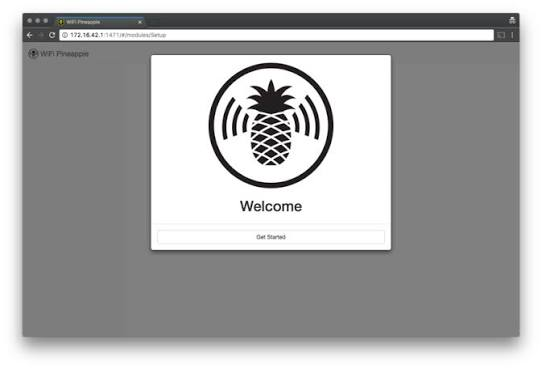 WiFi Pineapple
172.16.42.1:1471/#/modules/Setup
WiFi Pineapple
Welcome
Get Started